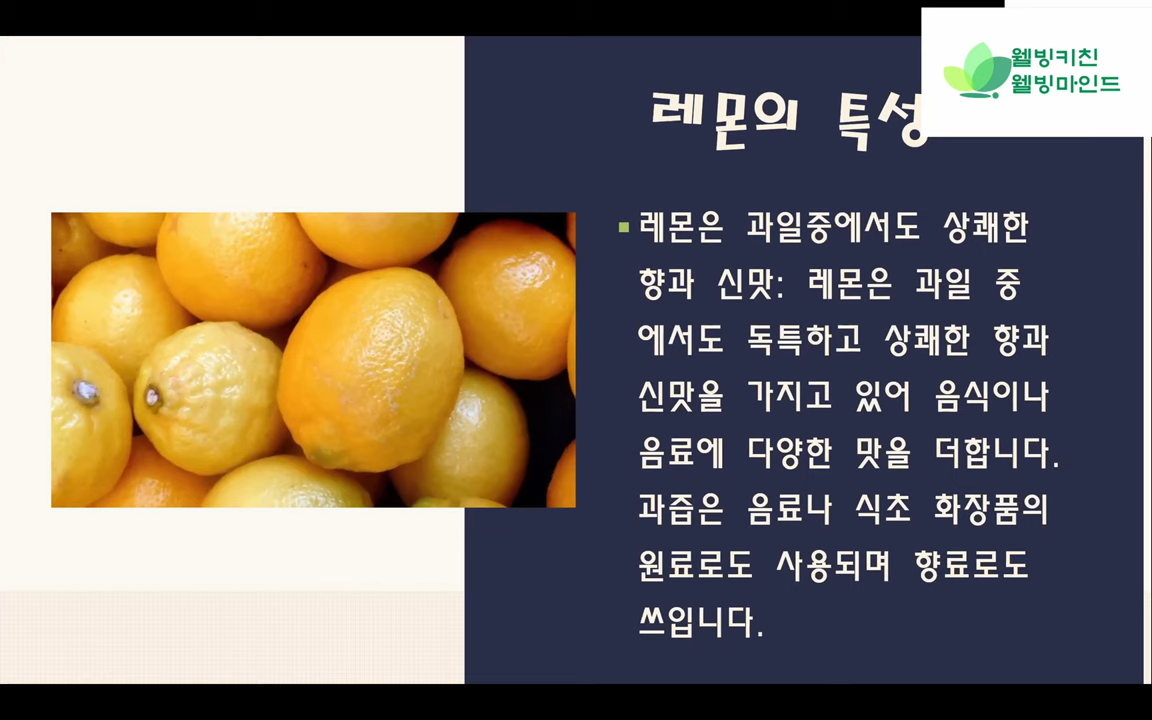 웰빙키친
웰빙마인드
레몬의 특성
레몬은 과일중에서도 상쾌한
향과 신맛: 레몬은 과일 중
에서도 독특하고 상쾌한 향과
신맛을 가지고 있어 음식이나
음료에 다양한 맛을 더합니다.
과즙은 음료나 식초 화장품의
원료로도 사용되며 향료로도
쓰입니다.